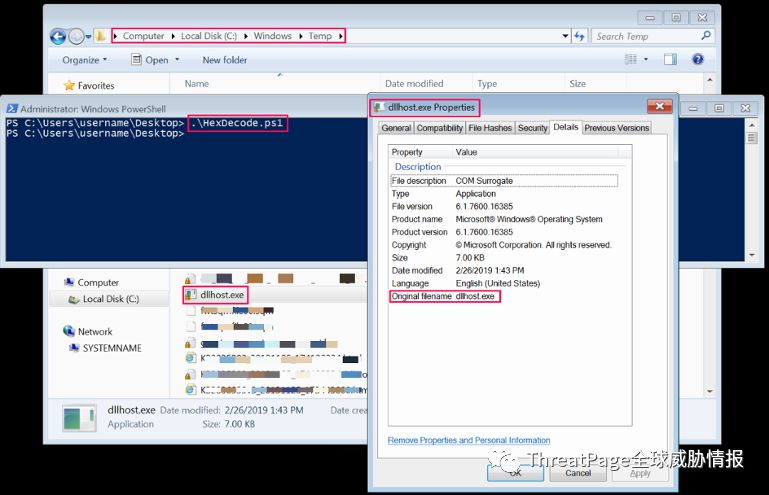 Computer Local Disk (C:) Windows Temp
Search Temp
Organize Open New folder
Favorites
Name Date modified Type Size
Administrator: Windows PowerShell
PS C:\Users\username\Desktop> .\HexDecode.ps1
PS C:\Users\username\Desktop>
Computer
Local Disk (C:)
dllhost.exe
Network
SYSTEMNAME
dllhost.exe Date modified: 2/26/2019 1:43 PM Date crea
Application Size: 7.00 KB
dllhost.exe Properties
General Compatibility File Hashes Security Details Previous Versions
Property Value
Description
File description COM Surrogate
Type Application
File version 6.1.7600.16385
Product name Microsoft® Windows® Operating System
Product version 6.1.7600.16385
Copyright © Microsoft Corporation. All rights reserved.
Size 7.00 KB
Date modified 2/26/2019 1:43 PM
Language English (United States)
Original filename dllhost.exe
Remove Properties and Personal Information
OK Cancel Apply
ThreatPage全球威胁情报